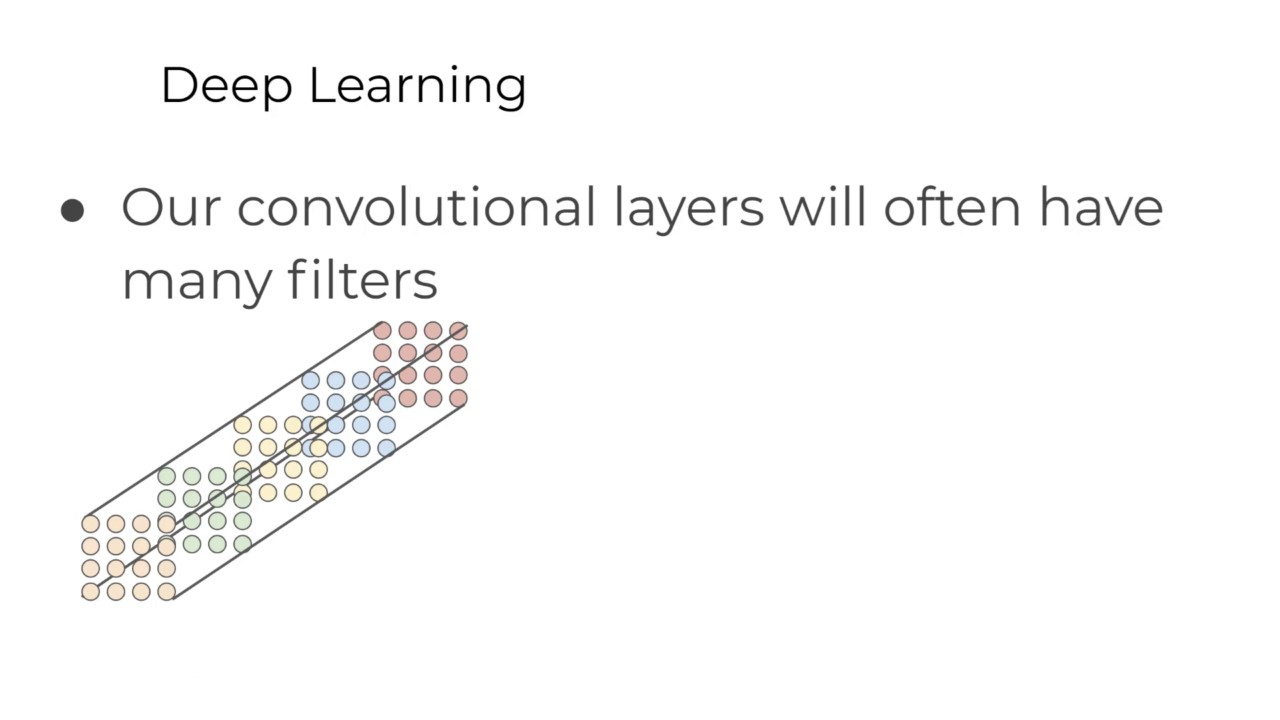 Deep Learning
● Our convolutional layers will often have
many filters